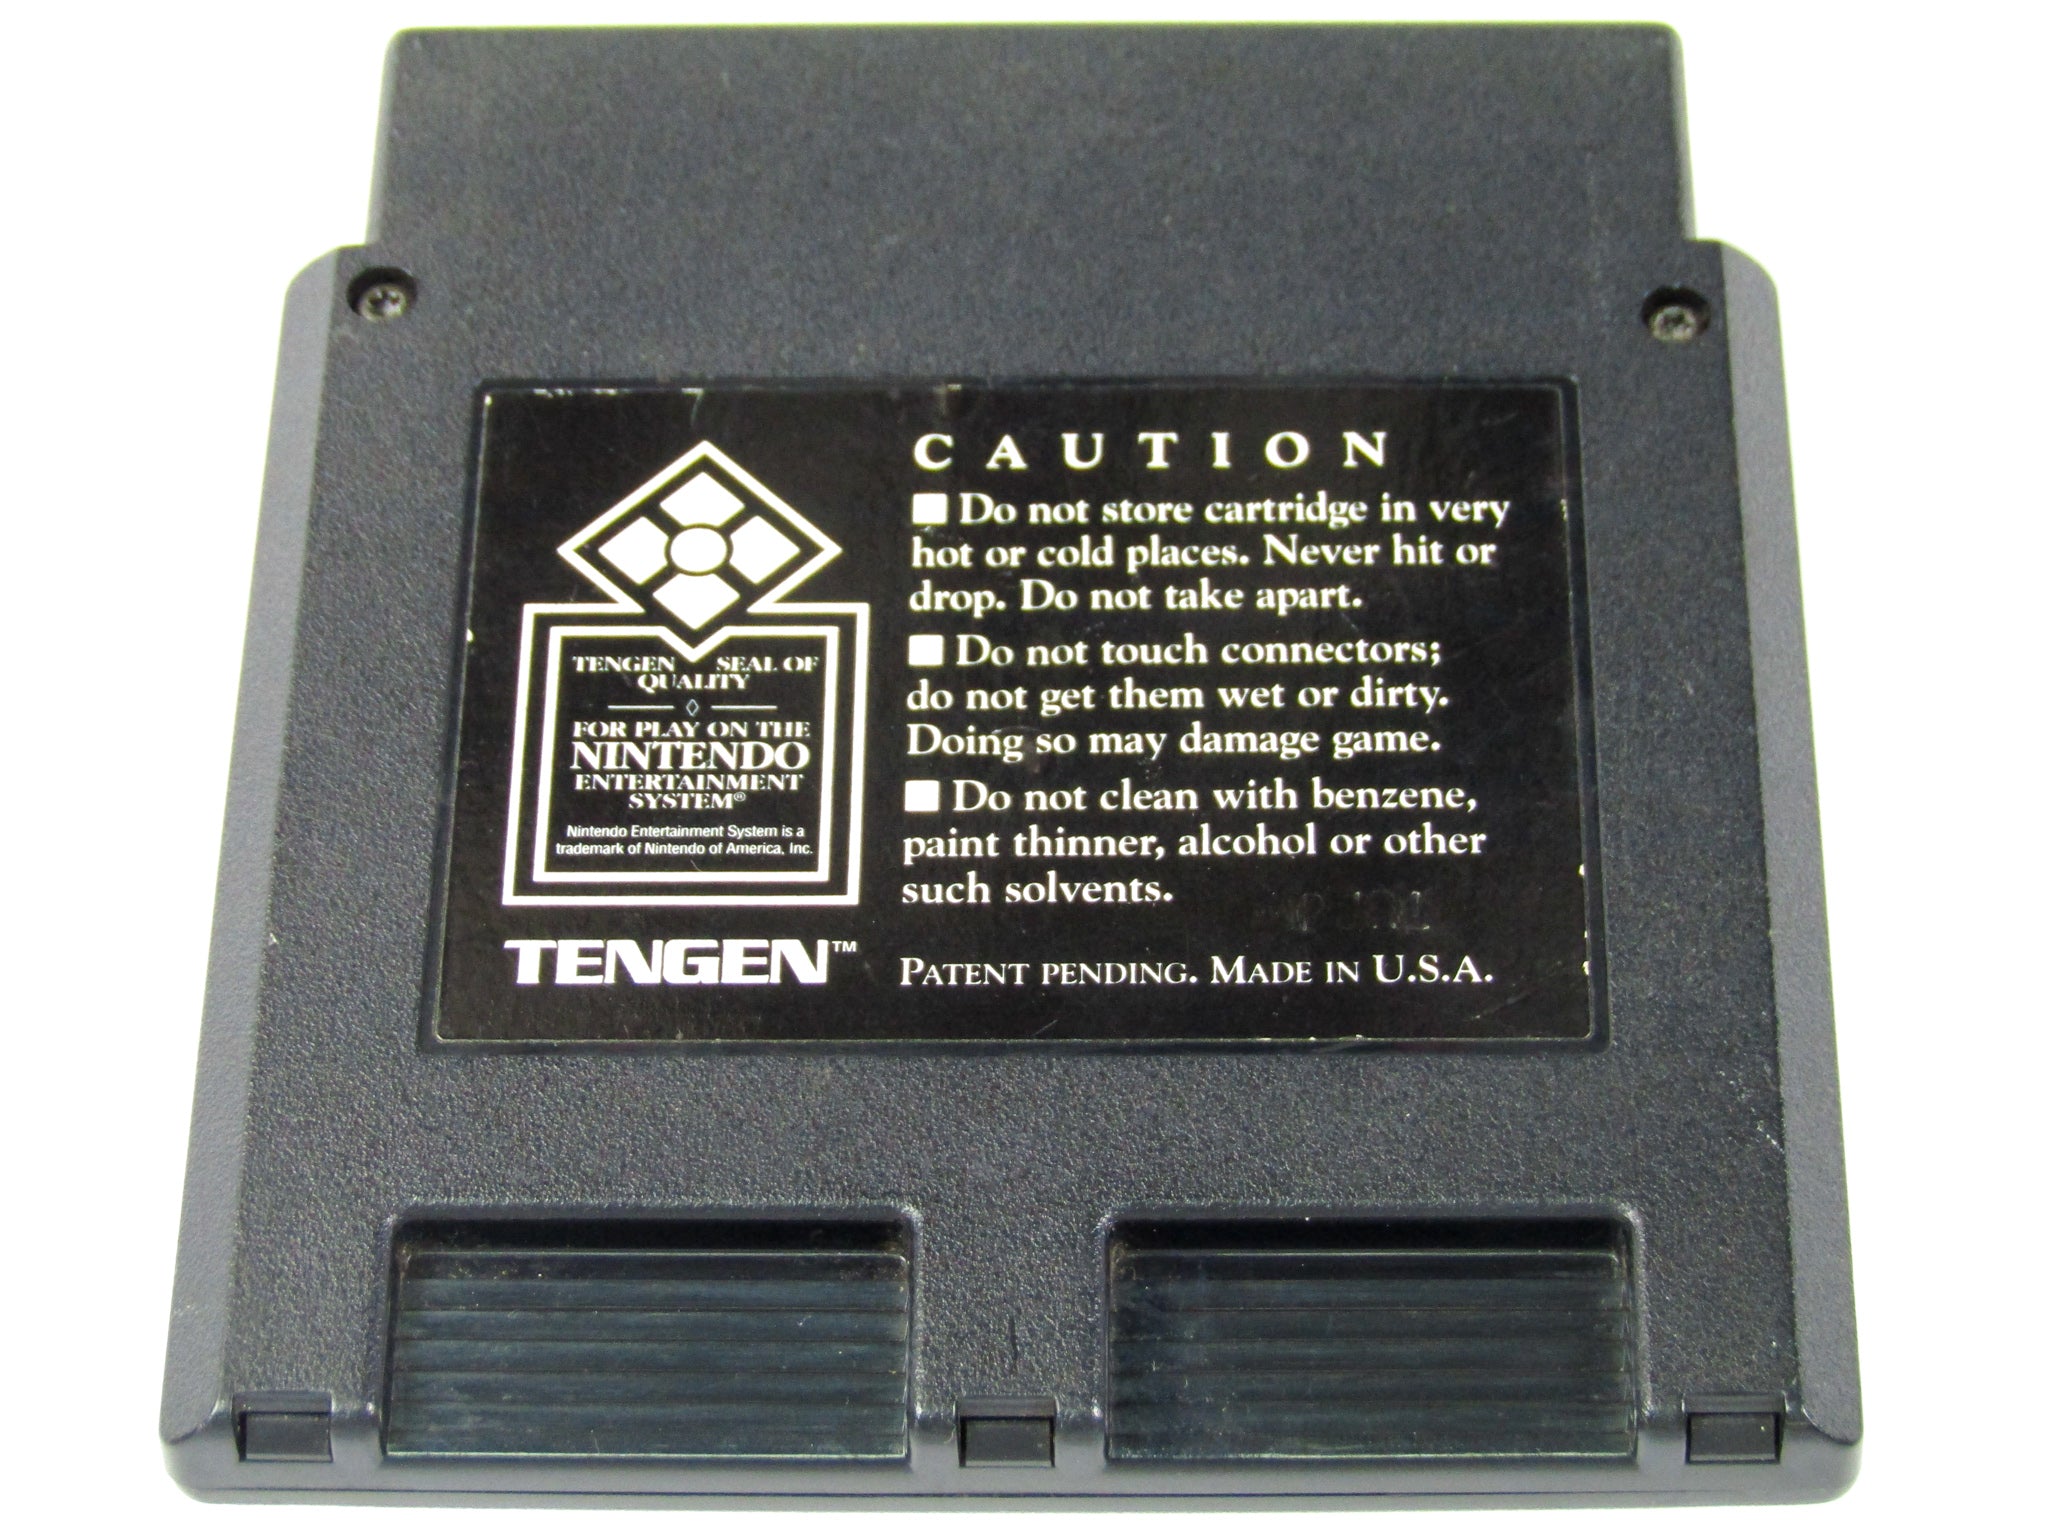 TENGEN SEAL OF
QUALITY
FOR PLAY ON THE
NINTENDO
ENTERTAINMENT
SYSTEM®
Nintendo Entertainment System is a
trademark of Nintendo of America, Inc.
TENGEN™
CAUTION
Do not store cartridge in very
hot or cold places. Never hit or
drop. Do not take apart.
Do not touch connectors;
do not get them wet or dirty.
Doing so may damage game.
Do not clean with benzene,
paint thinner, alcohol or other
such solvents.
PATENT PENDING. MADE IN U.S.A.